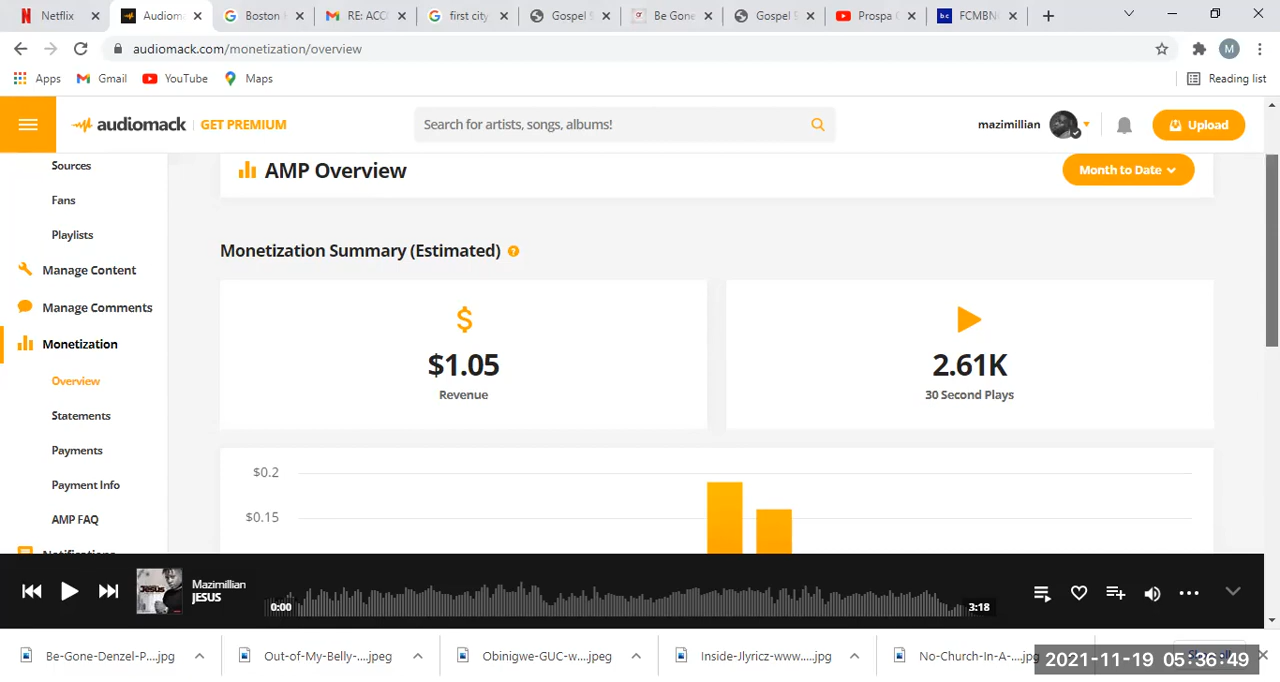 Netflix
Audiom
Boston
RE: ACC
first city
Gospel S
Be Gone
Gospel S
Prospa
FCMBN
audiomack.com/monetization/overview
M
Apps
Gmail
YouTube
Maps
Reading list
audiomack
GET PREMIUM
Search for artists, songs, albums!
mazimillian
Upload
Sources
Fans
Playlists
Manage Content
Manage Comments
Monetization
Overview
Statements
Payments
Payment Info
AMP FAQ
Notifications
AMP Overview
Month to Date
Monetization Summary (Estimated)
$1.05
Revenue
2.61K
30 Second Plays
$0.2
$0.15
Mazimillian
JESUS
0:00
3:18
Be-Gone-Denzel-P....jpg
Out-of-My-Belly-....jpeg
Obinigwe-GUC-w....jpeg
Inside-Jlyricz-www....jpg
No-Church-In-A-....jpg
2021-11-19 05:36:49